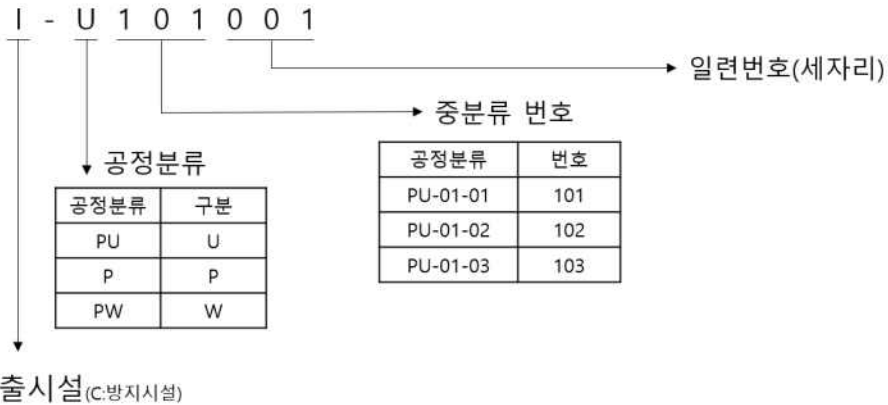 I - U 1 0 1 0 0 1
일련번호(세자리)
중분류 번호
공정분류 번호
PU-01-01 101
PU-01-02 102
PU-01-03 103
공정분류
공정분류 구분
PU U
P P
PW W
출시설(C:방지시설)